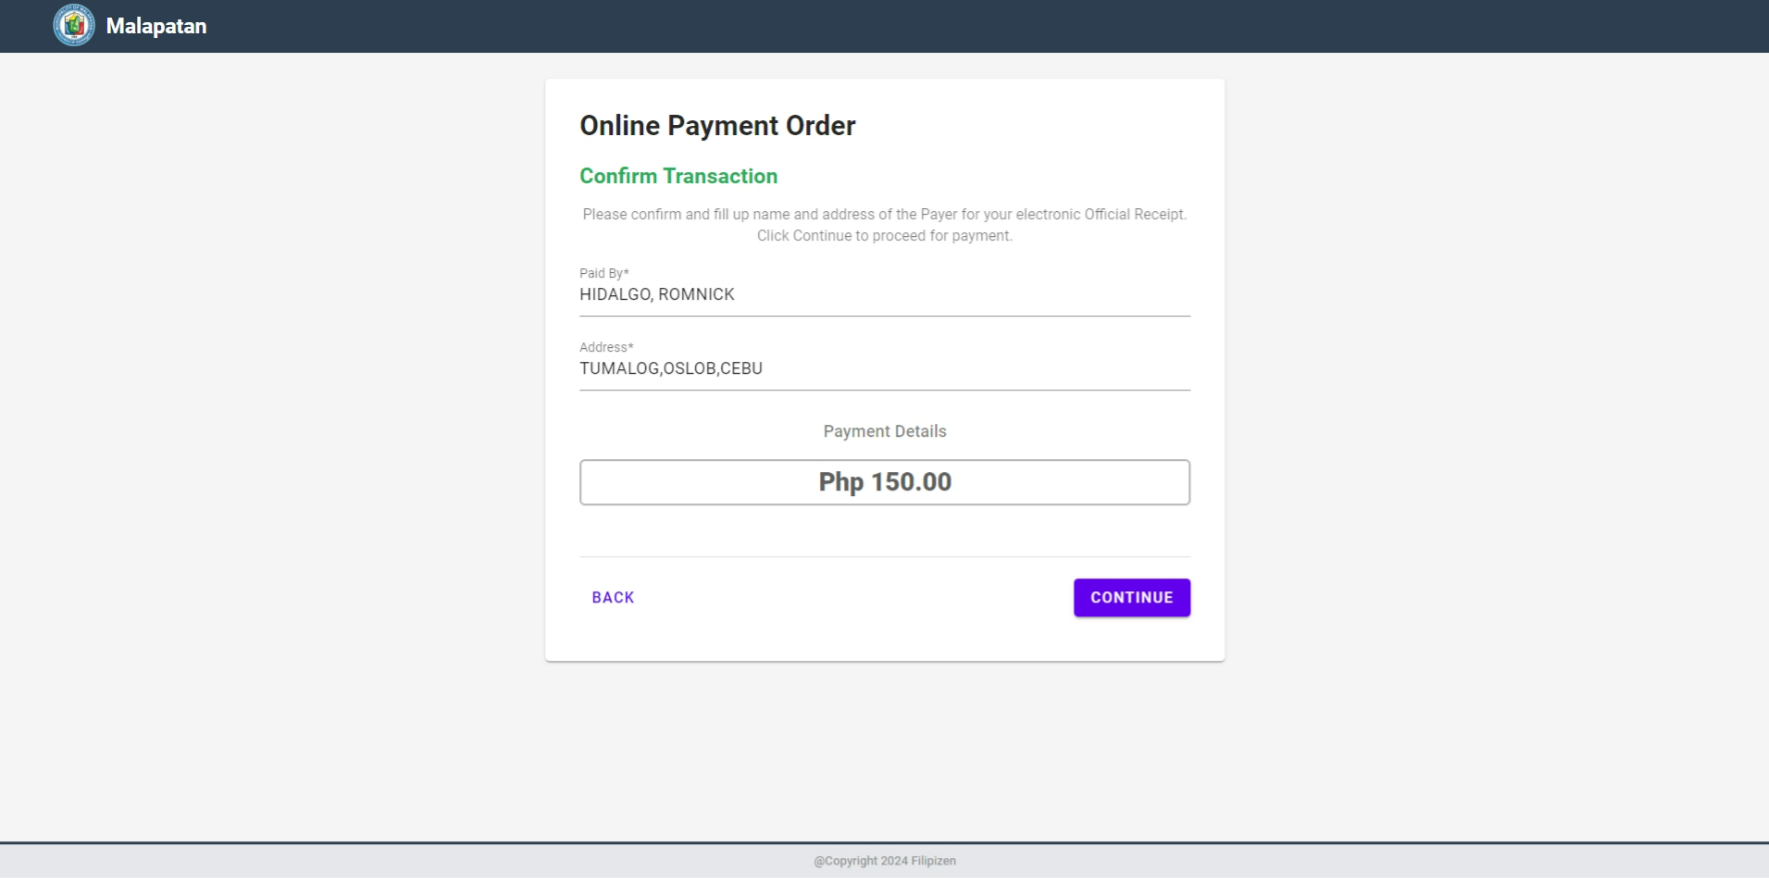 Malapatan
Online Payment Order
Confirm Transaction
Please confirm and fill up name and address of the Payer for your electronic Official Receipt.
Click Continue to proceed for payment.
Paid By*
HIDALGO, ROMNICK
Address*
TUMALOG,OSLOB,CEBU
Payment Details
Php 150.00
BACK
CONTINUE
@Copyright 2024 Filipizen